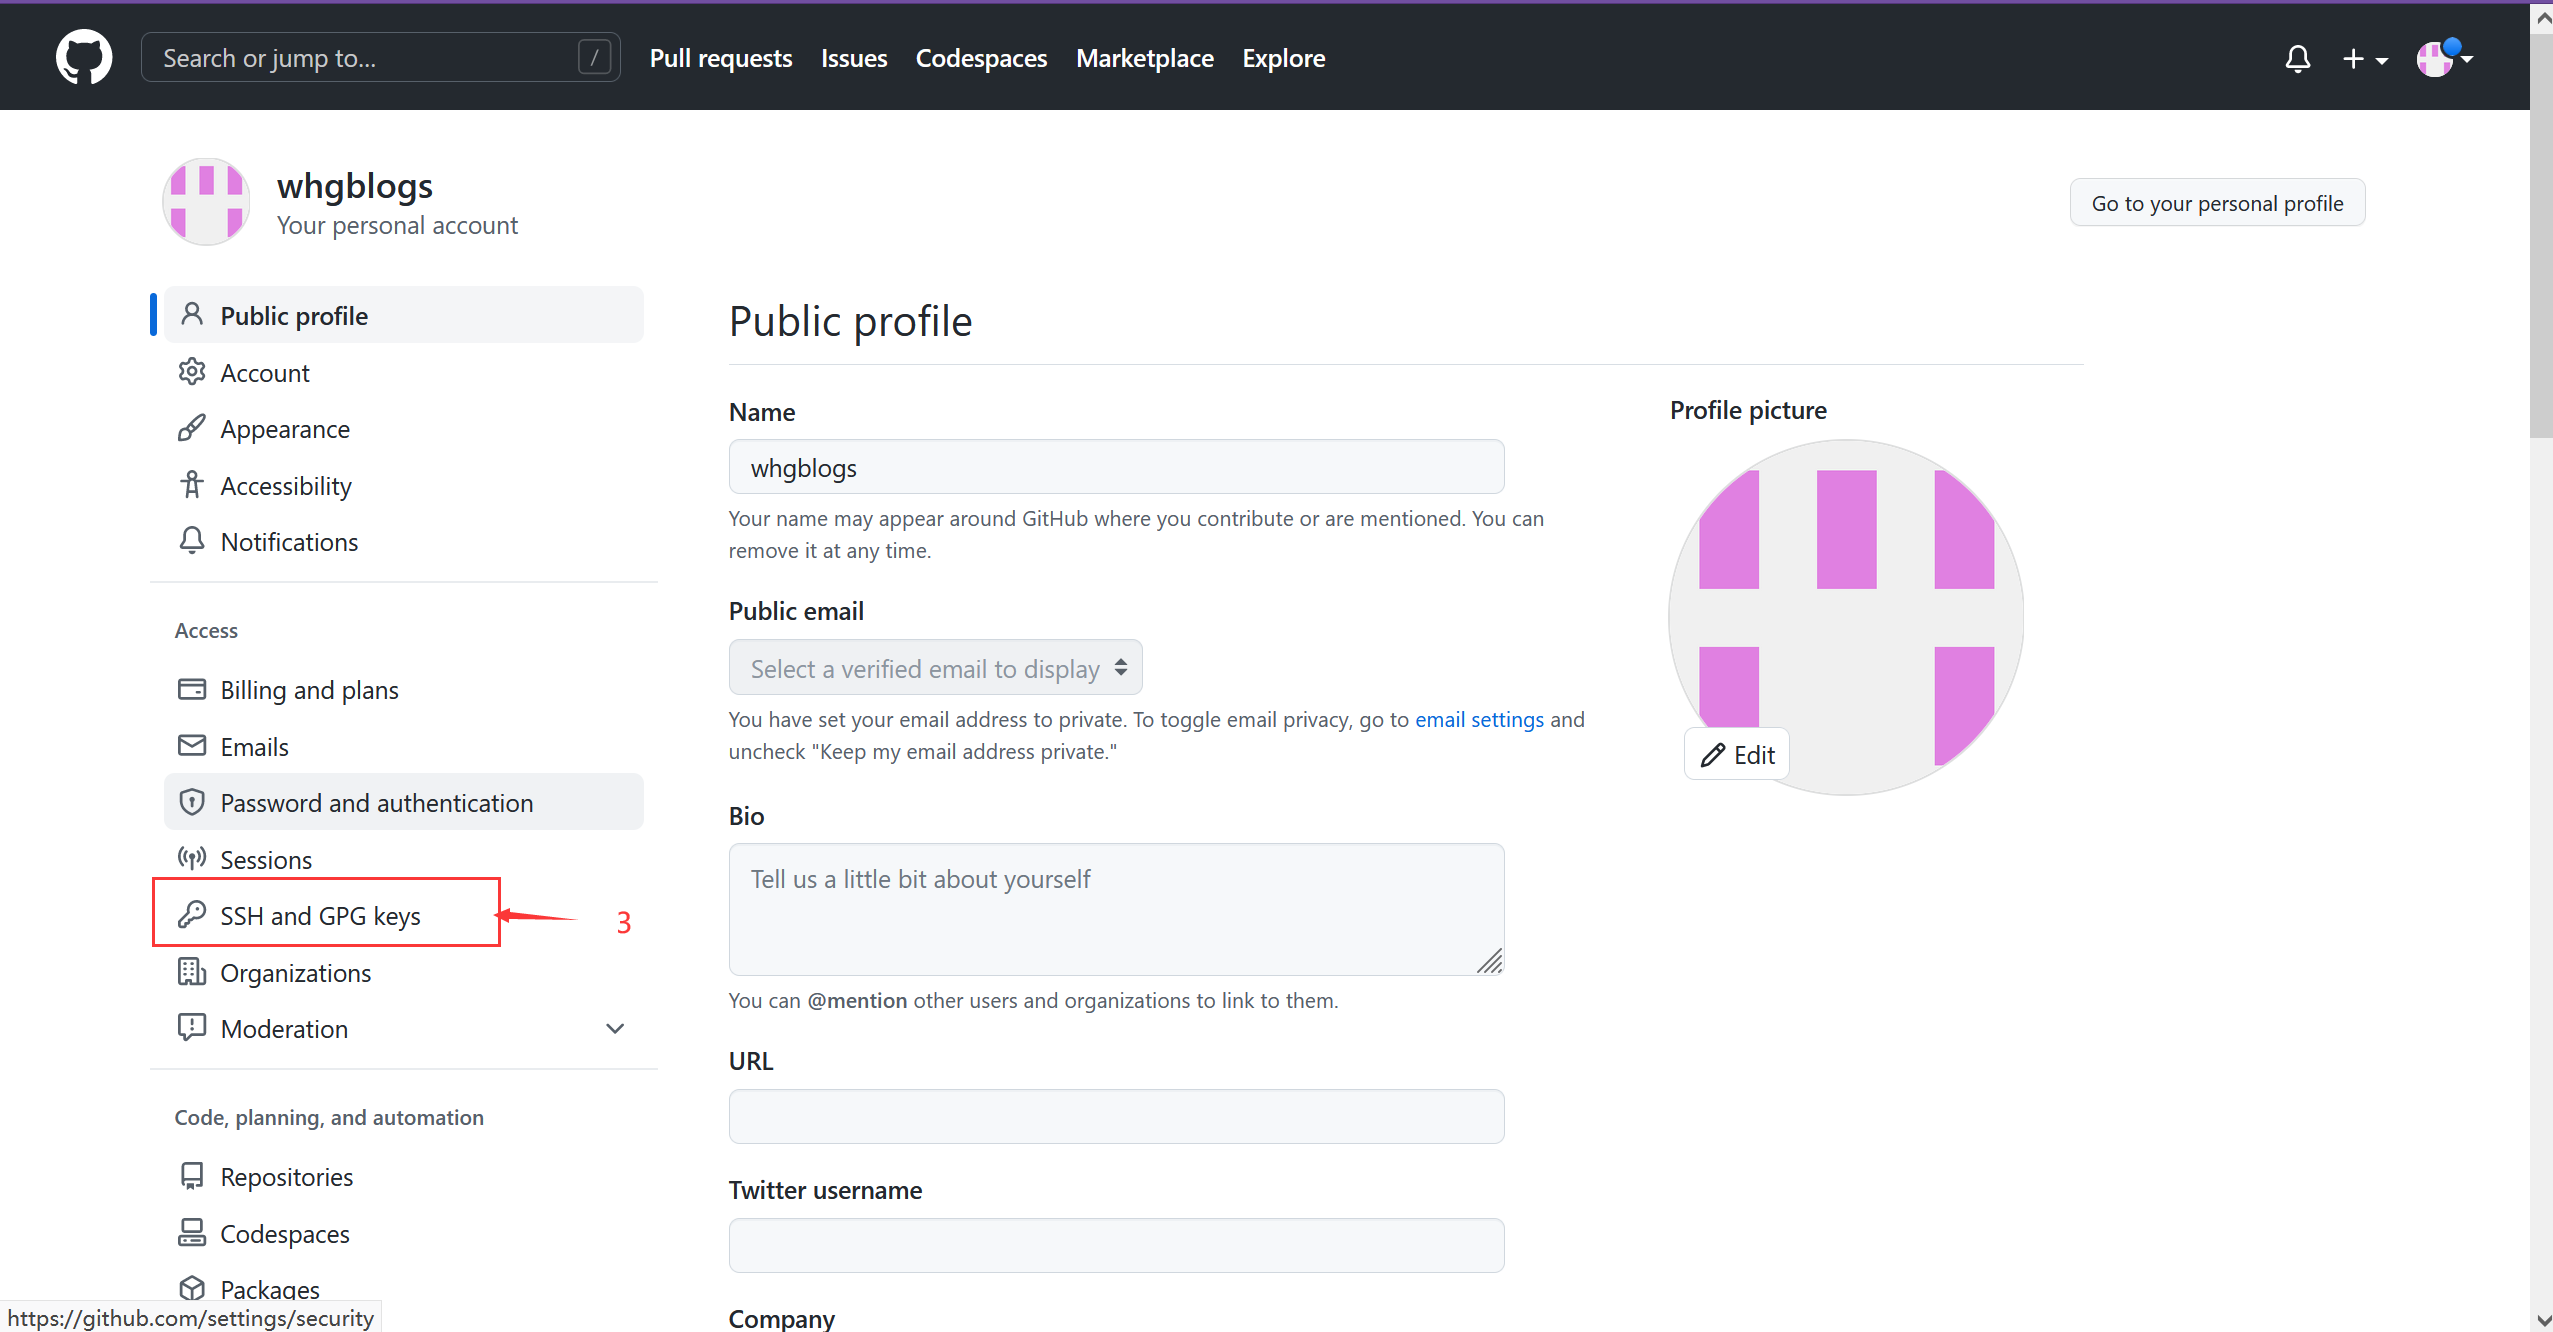 Search or jump to...
/
Pull requests
Issues
Codespaces
Marketplace
Explore
whgblogs
Your personal account
Go to your personal profile
Public profile
Account
Appearance
Accessibility
Notifications
Access
Billing and plans
Emails
Password and authentication
Sessions
SSH and GPG keys
3
Organizations
Moderation
Code, planning, and automation
Repositories
Codespaces
Packages
https://github.com/settings/security
Public profile
Name
whgblogs
Your name may appear around GitHub where you contribute or are mentioned. You can
remove it at any time.
Public email
Select a verified email to display
You have set your email address to private. To toggle email privacy, go to email settings and
uncheck "Keep my email address private."
Bio
Tell us a little bit about yourself
You can @mention other users and organizations to link to them.
URL
Twitter username
Company
Profile picture
Edit